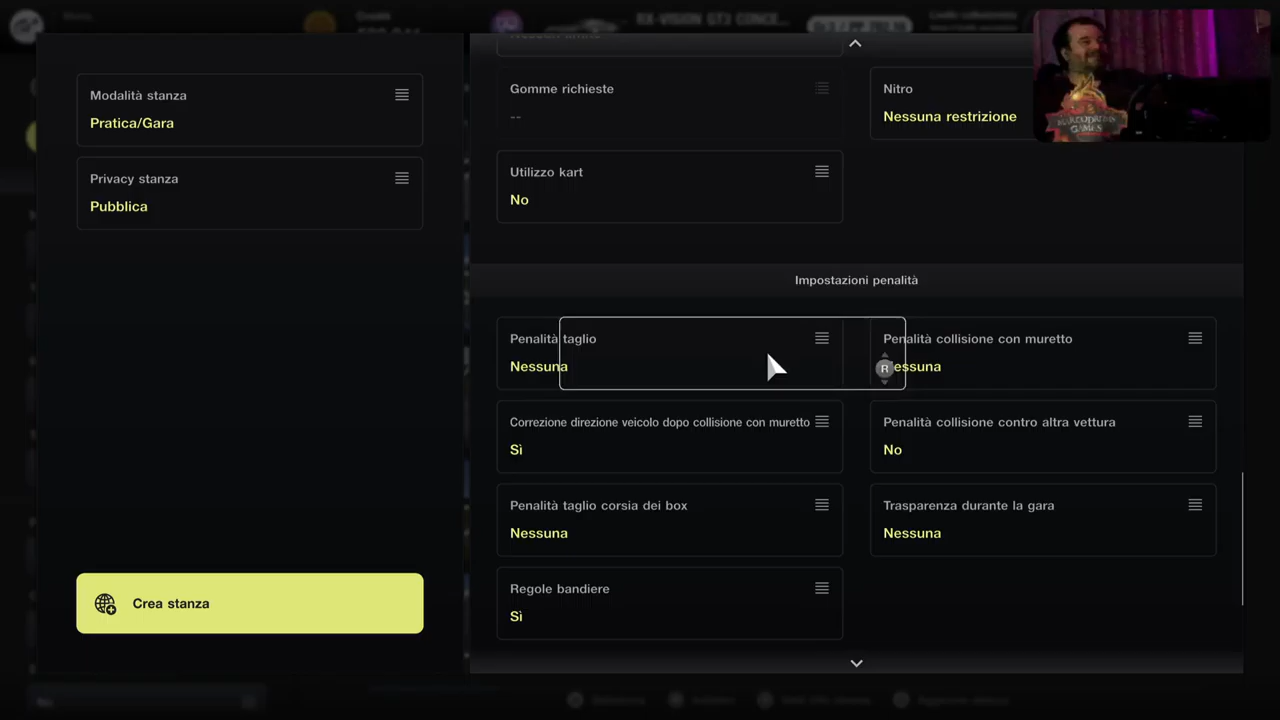 Modalità stanza
Pratica/Gara
Privacy stanza
Pubblica
Crea stanza
Gomme richieste
--
Nitro
Nessuna restrizione
Utilizzo kart
No
Impostazioni penalità
Penalità taglio
Nessuna
Penalità collisione con muretto
Nessuna
R
Correzione direzione veicolo dopo collisione con muretto
Sì
Penalità collisione contro altra vettura
No
Penalità taglio corsia dei box
Nessuna
Trasparenza durante la gara
Nessuna
Regole bandiere
Sì
GAMES